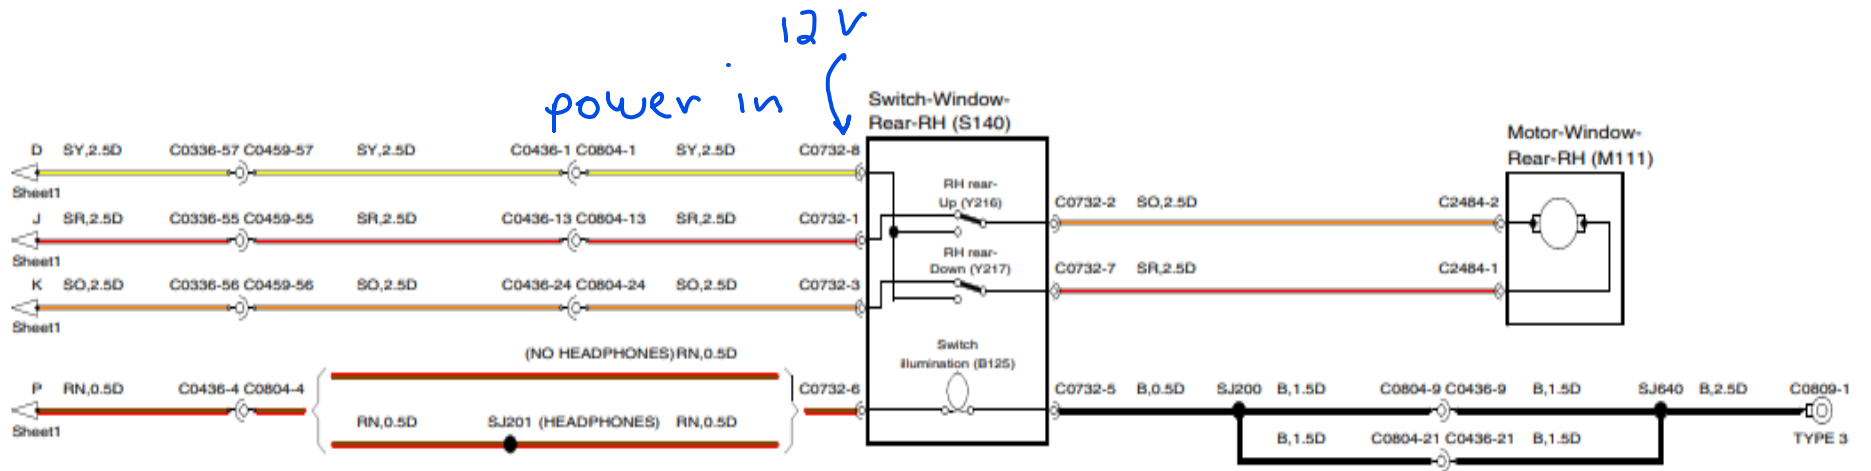 12 V
power in
Switch-Window-
Rear-RH (S140)
Motor-Window-
Rear-RH (M111)
D SY,2.5D C0336-57 C0459-57 SY,2.5D C0436-1 C0804-1 SY,2.5D C0732-8
Sheet1
RH rear-
Up (Y216)
C0732-2 SO,2.5D C2484-2
J SR,2.5D C0336-55 C0459-55 SR,2.5D C0436-13 C0804-13 SR,2.5D C0732-1
Sheet1
RH rear-
Down (Y217)
C0732-7 SR,2.5D C2484-1
K SO,2.5D C0336-56 C0459-56 SO,2.5D C0436-24 C0804-24 SO,2.5D C0732-3
Sheet1
(NO HEADPHONES) RN,0.5D
Switch
illumination (B125)
P RN,0.5D C0436-4 C0804-4 C0732-6 C0732-5 B,0.5D SJ200 B,1.5D C0804-9 C0436-9 B,1.5D SJ640 B,2.5D C0809-1
Sheet1
RN,0.5D SJ201 (HEADPHONES) RN,0.5D
B,1.5D C0804-21 C0436-21 B,1.5D TYPE 3